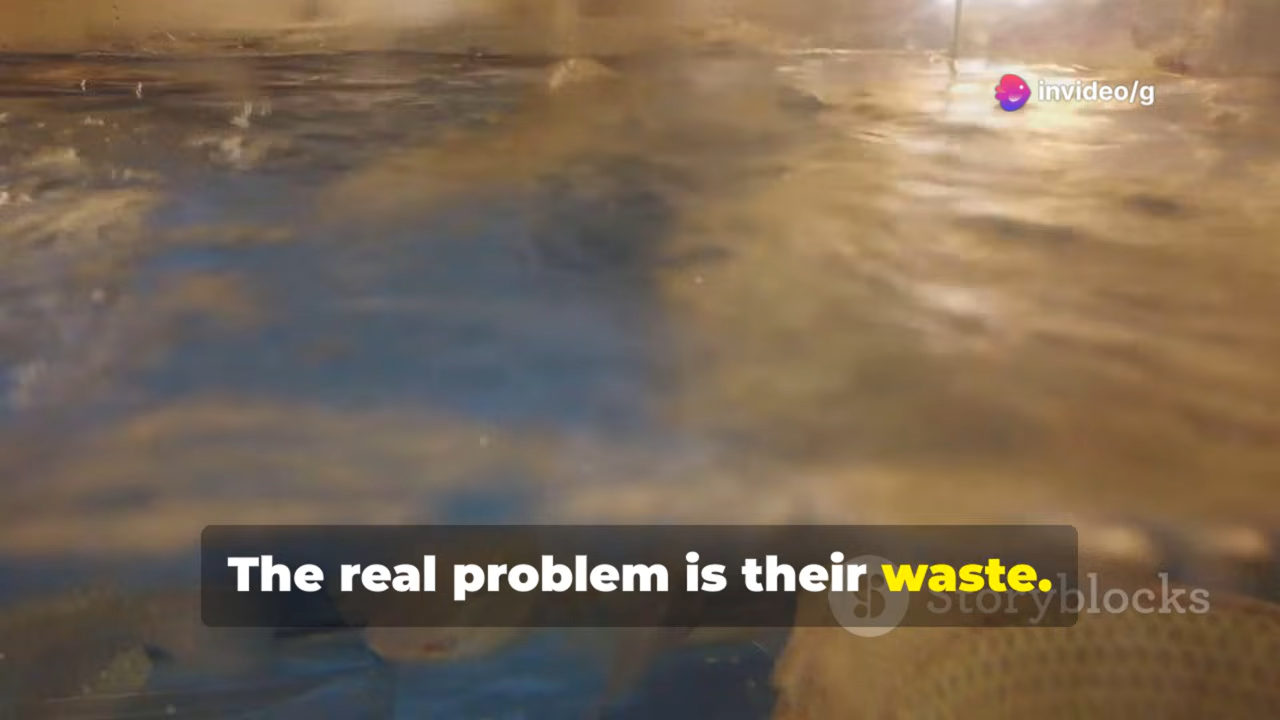 invideo/g
The real problem is their waste.
Storyblocks